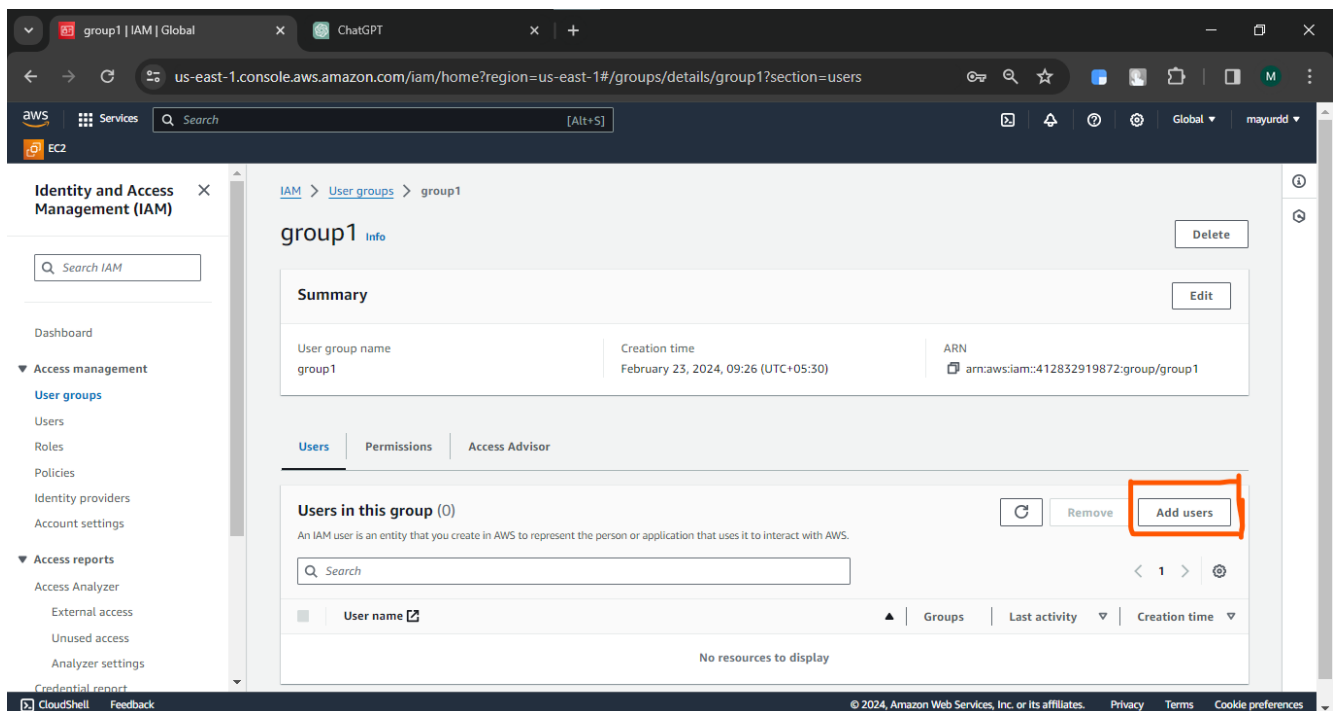 group1 | IAM | Global
ChatGPT
us-east-1.console.aws.amazon.com/iam/home?region=us-east-1#/groups/details/group1?section=users
M
aws
Services
Search
[Alt+S]
Global
mayurdd
EC2
Identity and Access
Management (IAM)
Search IAM
Dashboard
Access management
User groups
Users
Roles
Policies
Identity providers
Account settings
Access reports
Access Analyzer
External access
Unused access
Analyzer settings
Credential report
IAM > User groups > group1
group1 Info
Delete
Summary
Edit
User group name
group1
Creation time
February 23, 2024, 09:26 (UTC+05:30)
ARN
arn:aws:iam::412832919872:group/group1
Users
Permissions
Access Advisor
Users in this group (0)
Remove
Add users
An IAM user is an entity that you create in AWS to represent the person or application that uses it to interact with AWS.
Search
1
User name
Groups
Last activity
Creation time
No resources to display
CloudShell
Feedback
© 2024, Amazon Web Services, Inc. or its affiliates.
Privacy
Terms
Cookie preferences